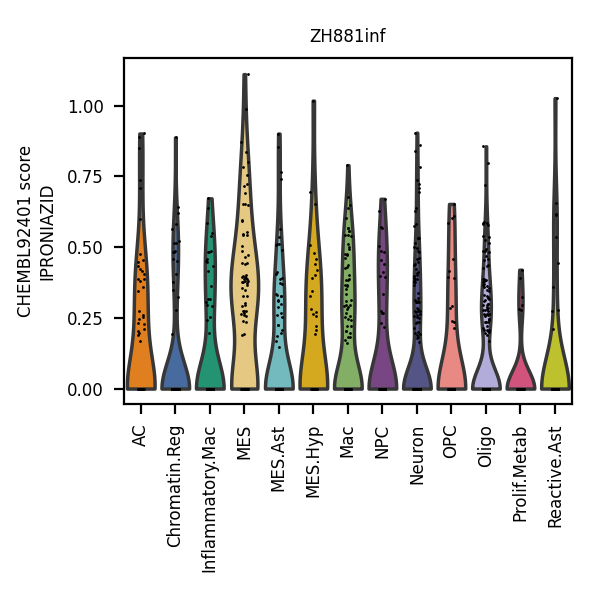 ZH881inf
CHEMBL92401 score
IPRONIAZID
1.00
0.75
0.50
0.25
0.00
AC
Chromatin.Reg
Inflammatory.Mac
MES
MES.Ast
MES.Hyp
Mac
NPC
Neuron
OPC
Oligo
Prolif.Metab
Reactive.Ast